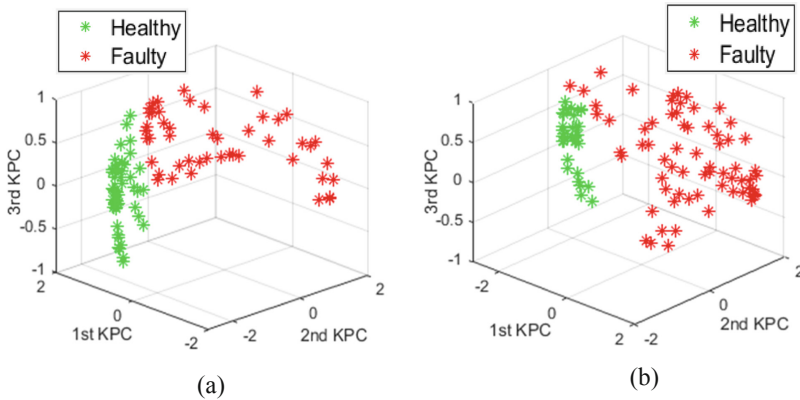 Healthy
Faulty
1
0.5
0
-0.5
-1
3rd KPC
2
0
-2
1st KPC
-2
0
2
2nd KPC
(a)
Healthy
Faulty
1
0.5
0
-0.5
-1
3rd KPC
-2
0
2
1st KPC
-2
0
2
2nd KPC
(b)